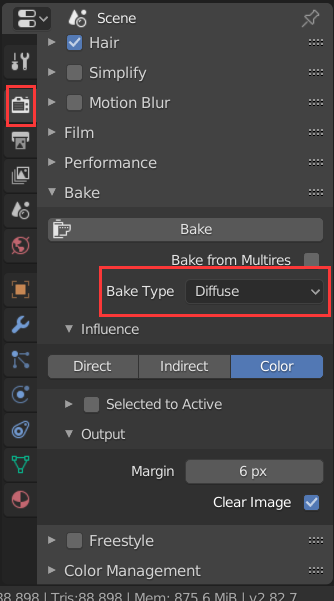 Scene
Hair
Simplify
Motion Blur
Film
Performance
Bake
Bake
Bake from Multires
Bake Type Diffuse
Influence
Direct Indirect Color
Selected to Active
Output
Margin 6 px
Clear Image
Freestyle
Color Management
88,898 | Tris:88,898 | Mem: 875.6 MiB | v2.82.7